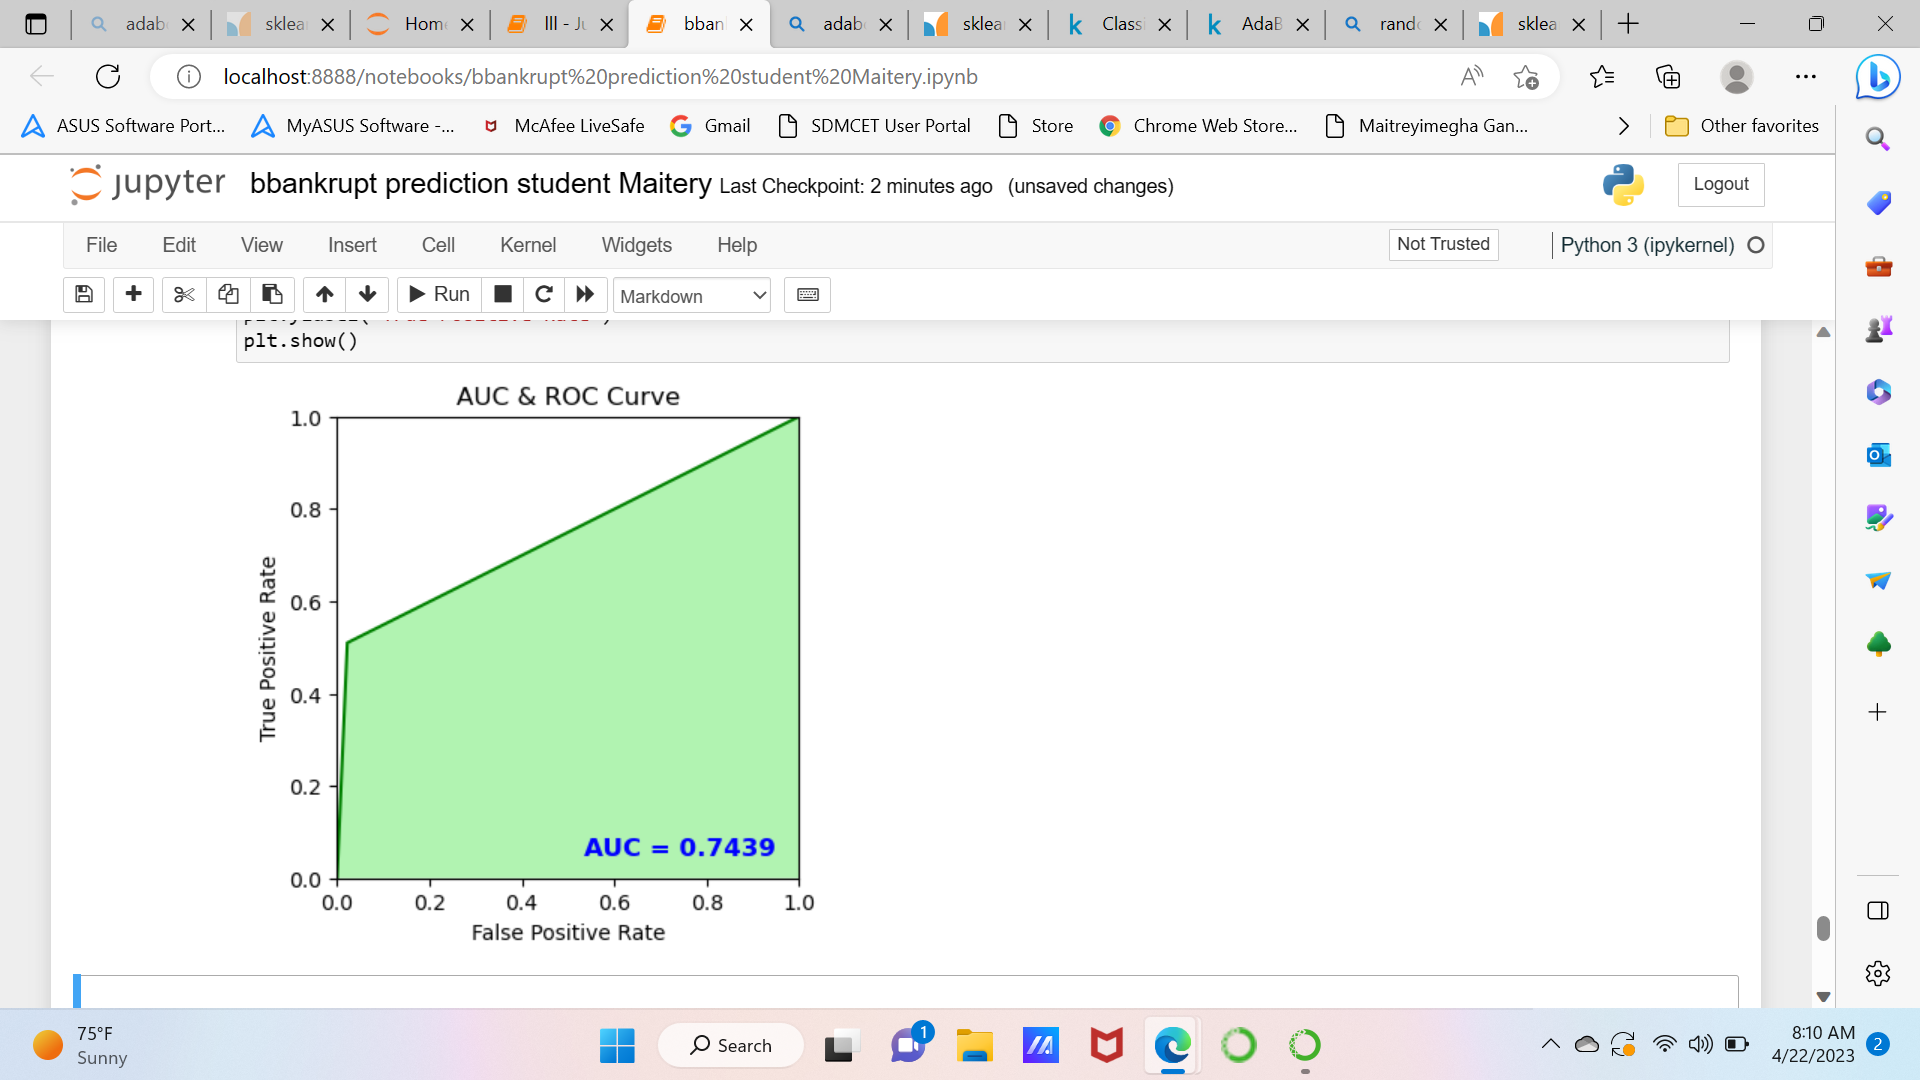 adab
sklea
Home
lll - Ju
bban
adab
sklea
Classi
AdaB
rand
sklea
localhost:8888/notebooks/bbankrupt%20prediction%20student%20Maitery.ipynb
ASUS Software Port...
MyASUS Software -...
McAfee LiveSafe
Gmail
SDMCET User Portal
Store
Chrome Web Store...
Maitreyimegha Gan...
Other favorites
jupyter
bbankrupt prediction student Maitery Last Checkpoint: 2 minutes ago (unsaved changes)
Logout
File Edit View Insert Cell Kernel Widgets Help
Not Trusted
Python 3 (ipykernel)
Run
Markdown
plt.show()
AUC & ROC Curve
1.0
0.8
0.6
0.4
0.2
0.0
True Positive Rate
AUC = 0.7439
0.0 0.2 0.4 0.6 0.8 1.0
False Positive Rate
75°F
Sunny
Search
1
8:10 AM
4/22/2023
2